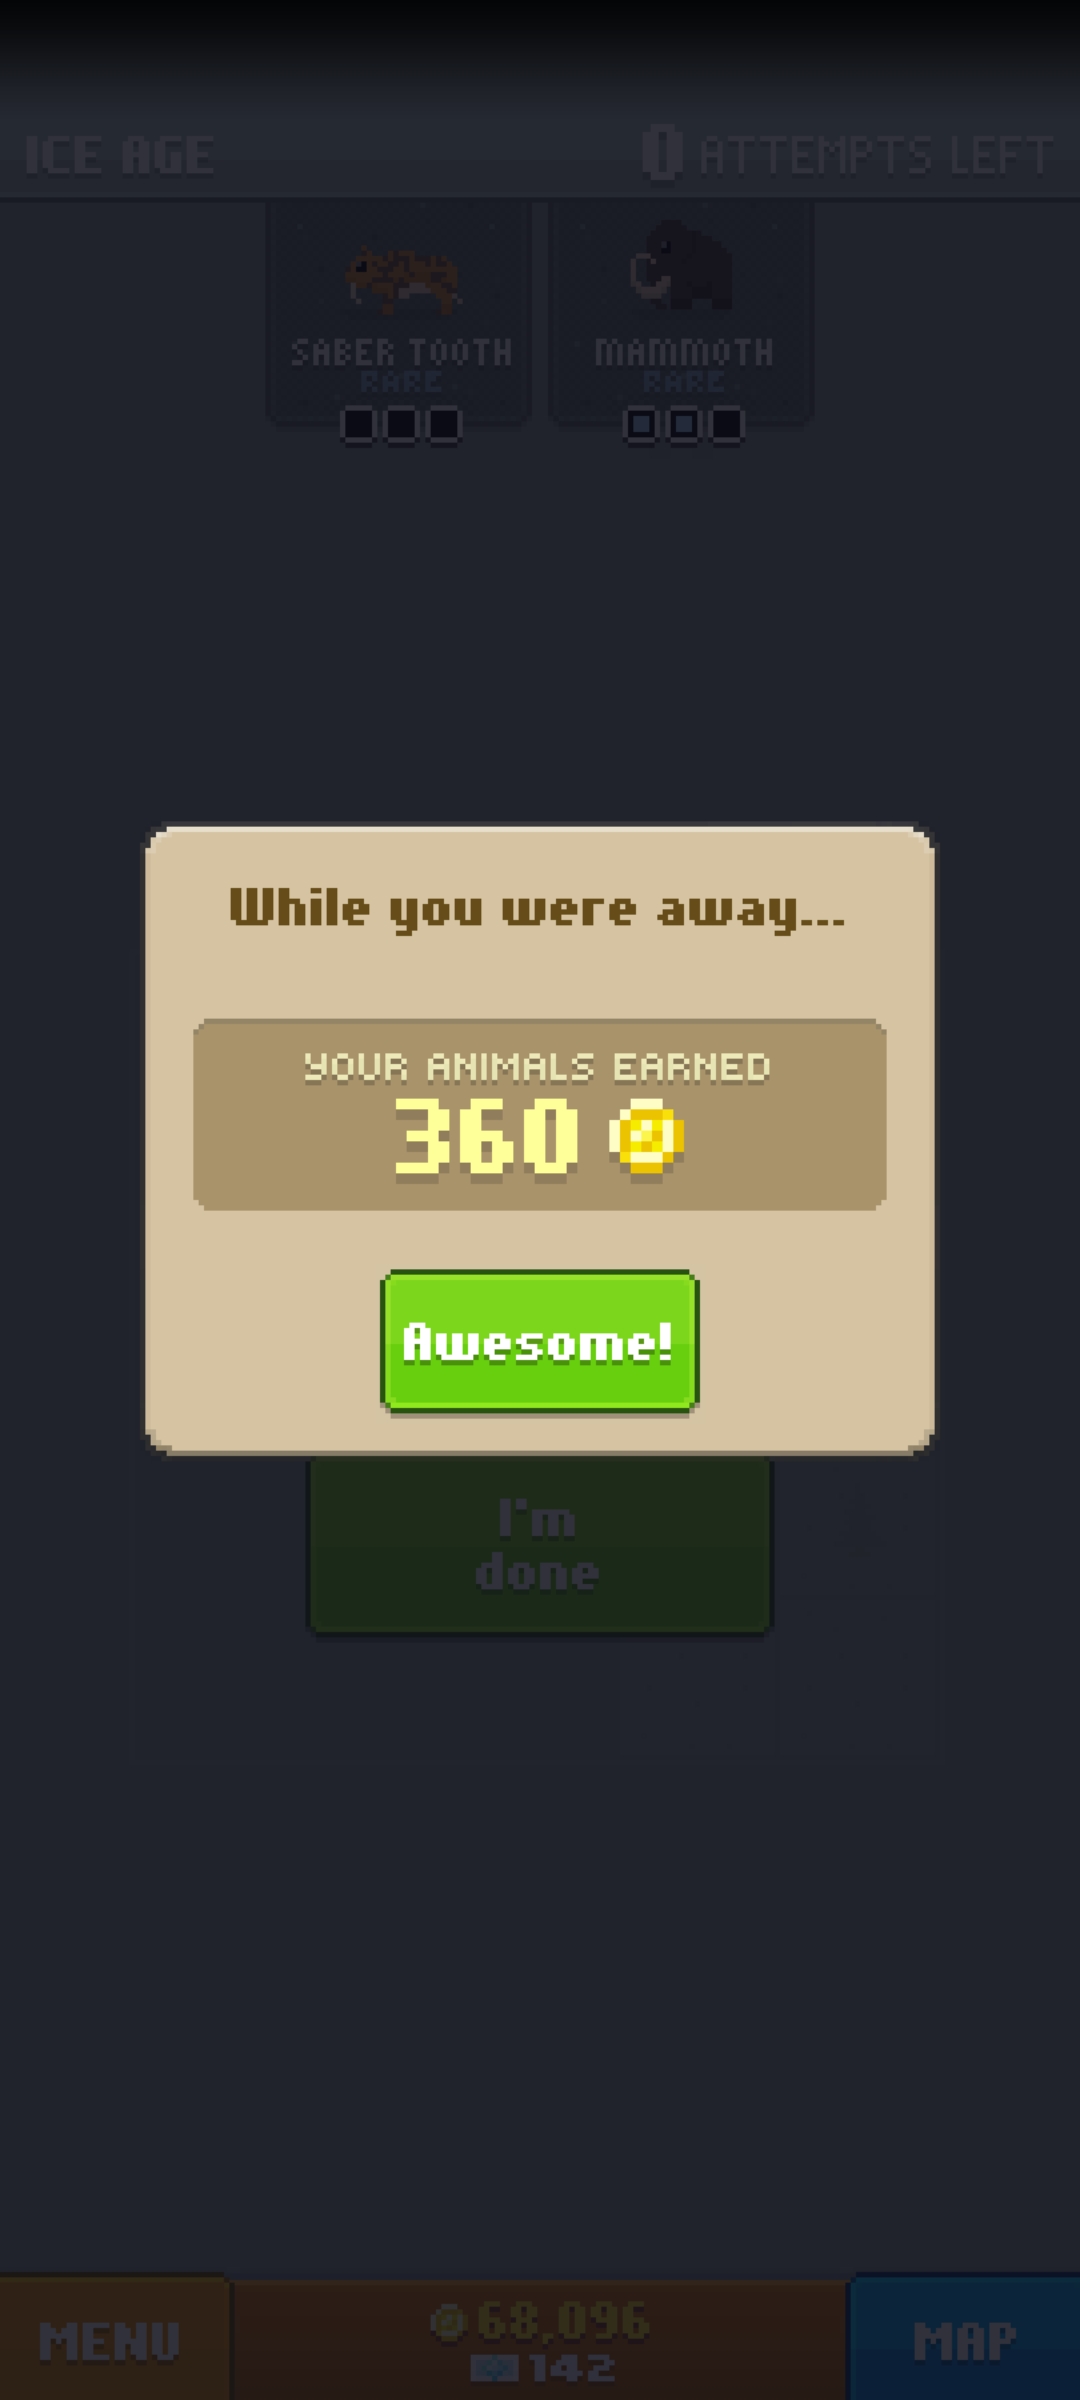 ICE AGE
0 ATTEMPTS LEFT
SABER TOOTH
RARE
MAMMOTH
RARE
While you were away...
YOUR ANIMALS EARNED
360
Awesome!
I'm
done
MENU
68,096
142
MAP